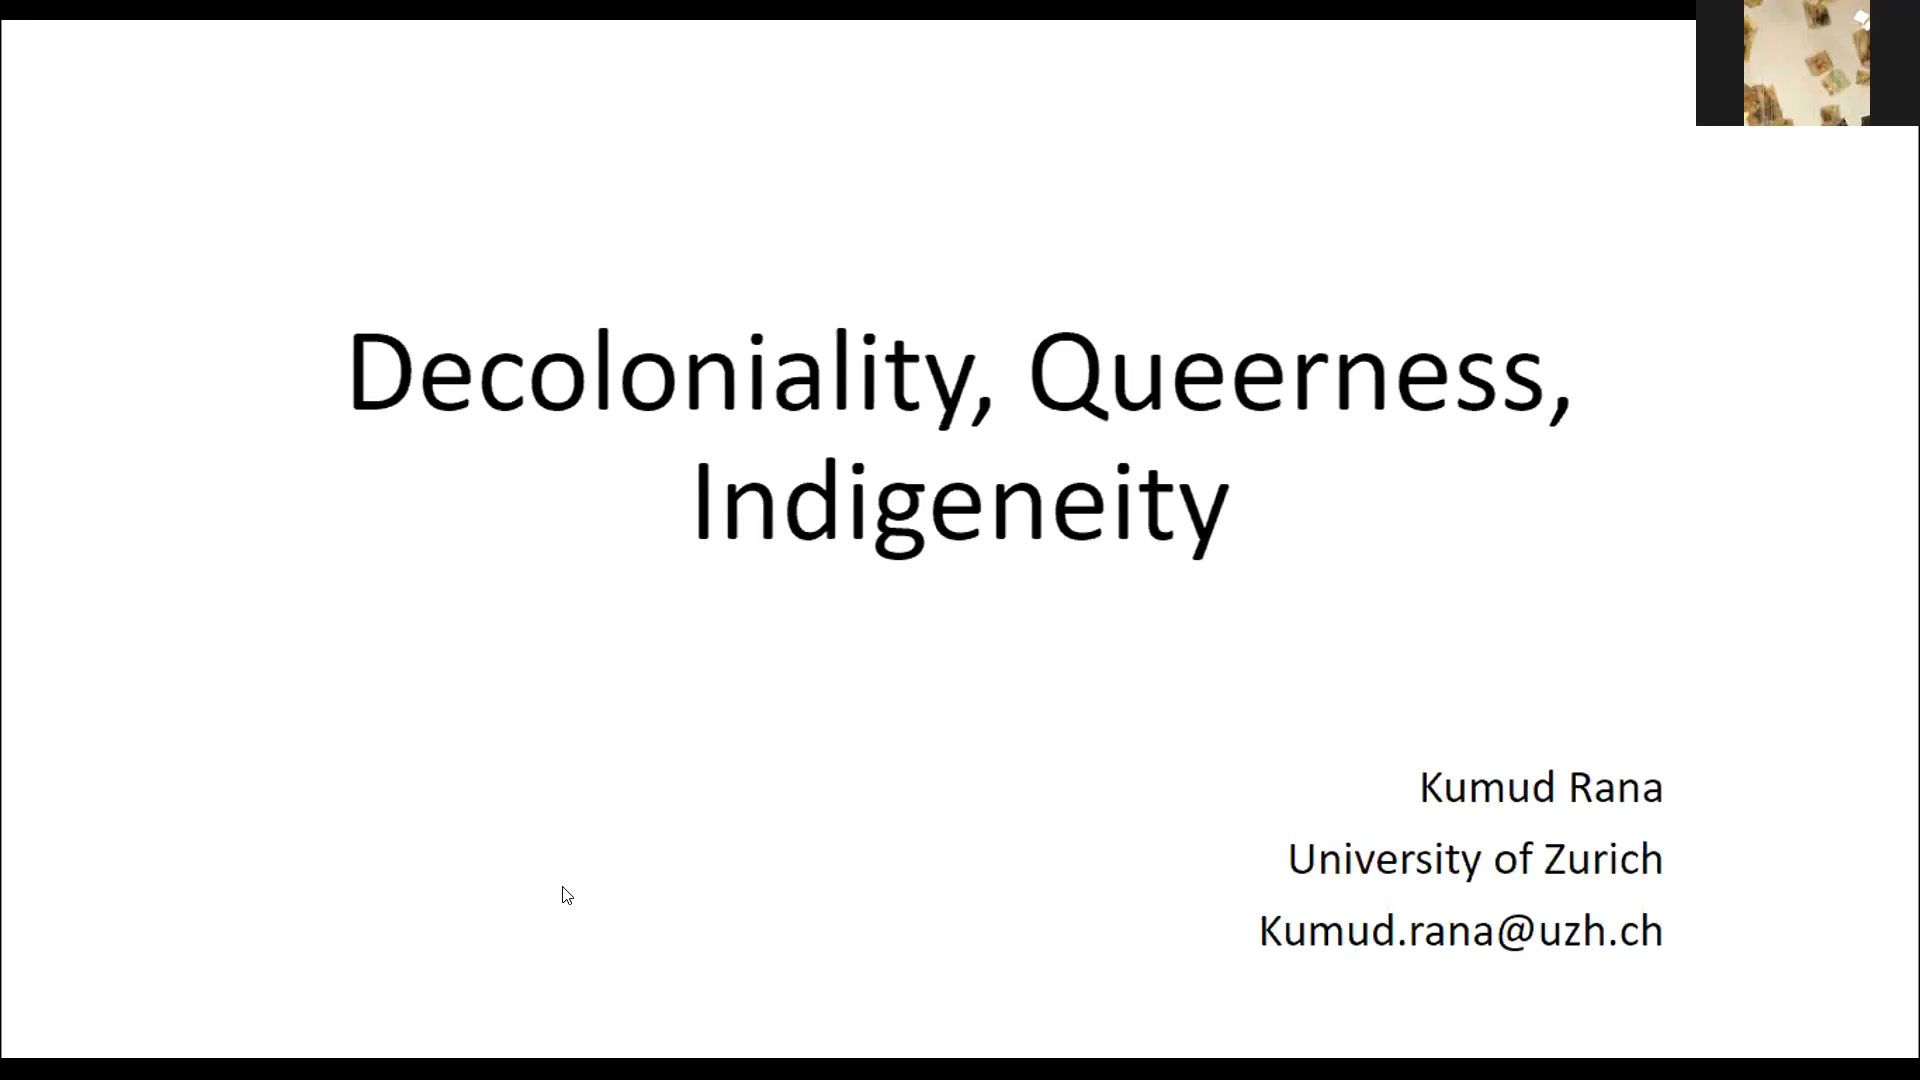 Decoloniality, Queerness,
Indigeneity
Kumud Rana
University of Zurich
Kumud.rana@uzh.ch